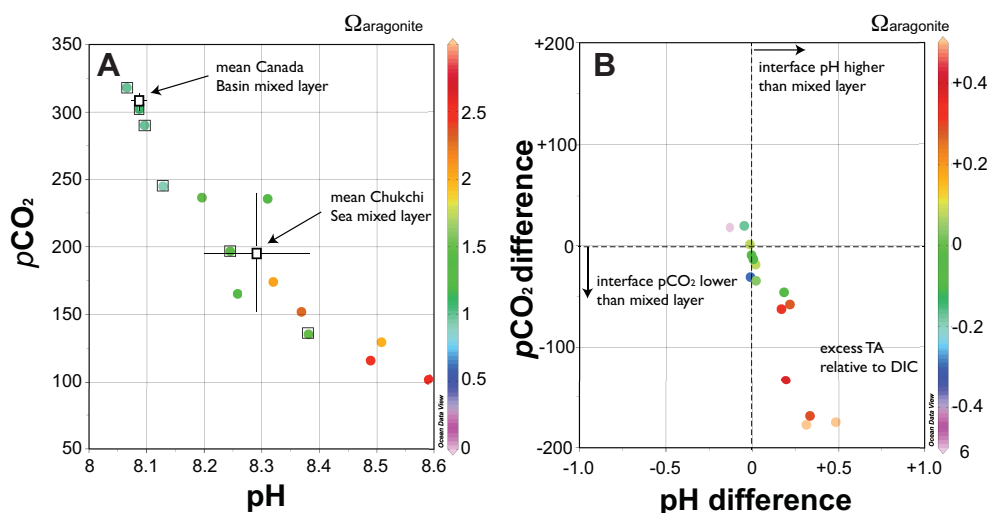 Ωaragonite
A
350
300
250
200
150
100
50
pCO₂
mean Canada
Basin mixed layer
mean Chukchi
Sea mixed layer
2.5
2
1.5
1
0.5
0
Ocean Data View
8
8.1
8.2
8.3
8.4
8.5
8.6
pH
Ωaragonite
B
+200
+100
0
-100
-200
pCO₂ difference
interface pH higher
than mixed layer
interface pCO₂ lower
than mixed layer
excess TA
relative to DIC
+0.4
+0.2
0
-0.2
-0.4
6
Ocean Data View
-1.0
-0.5
0
+0.5
+1.0
pH difference